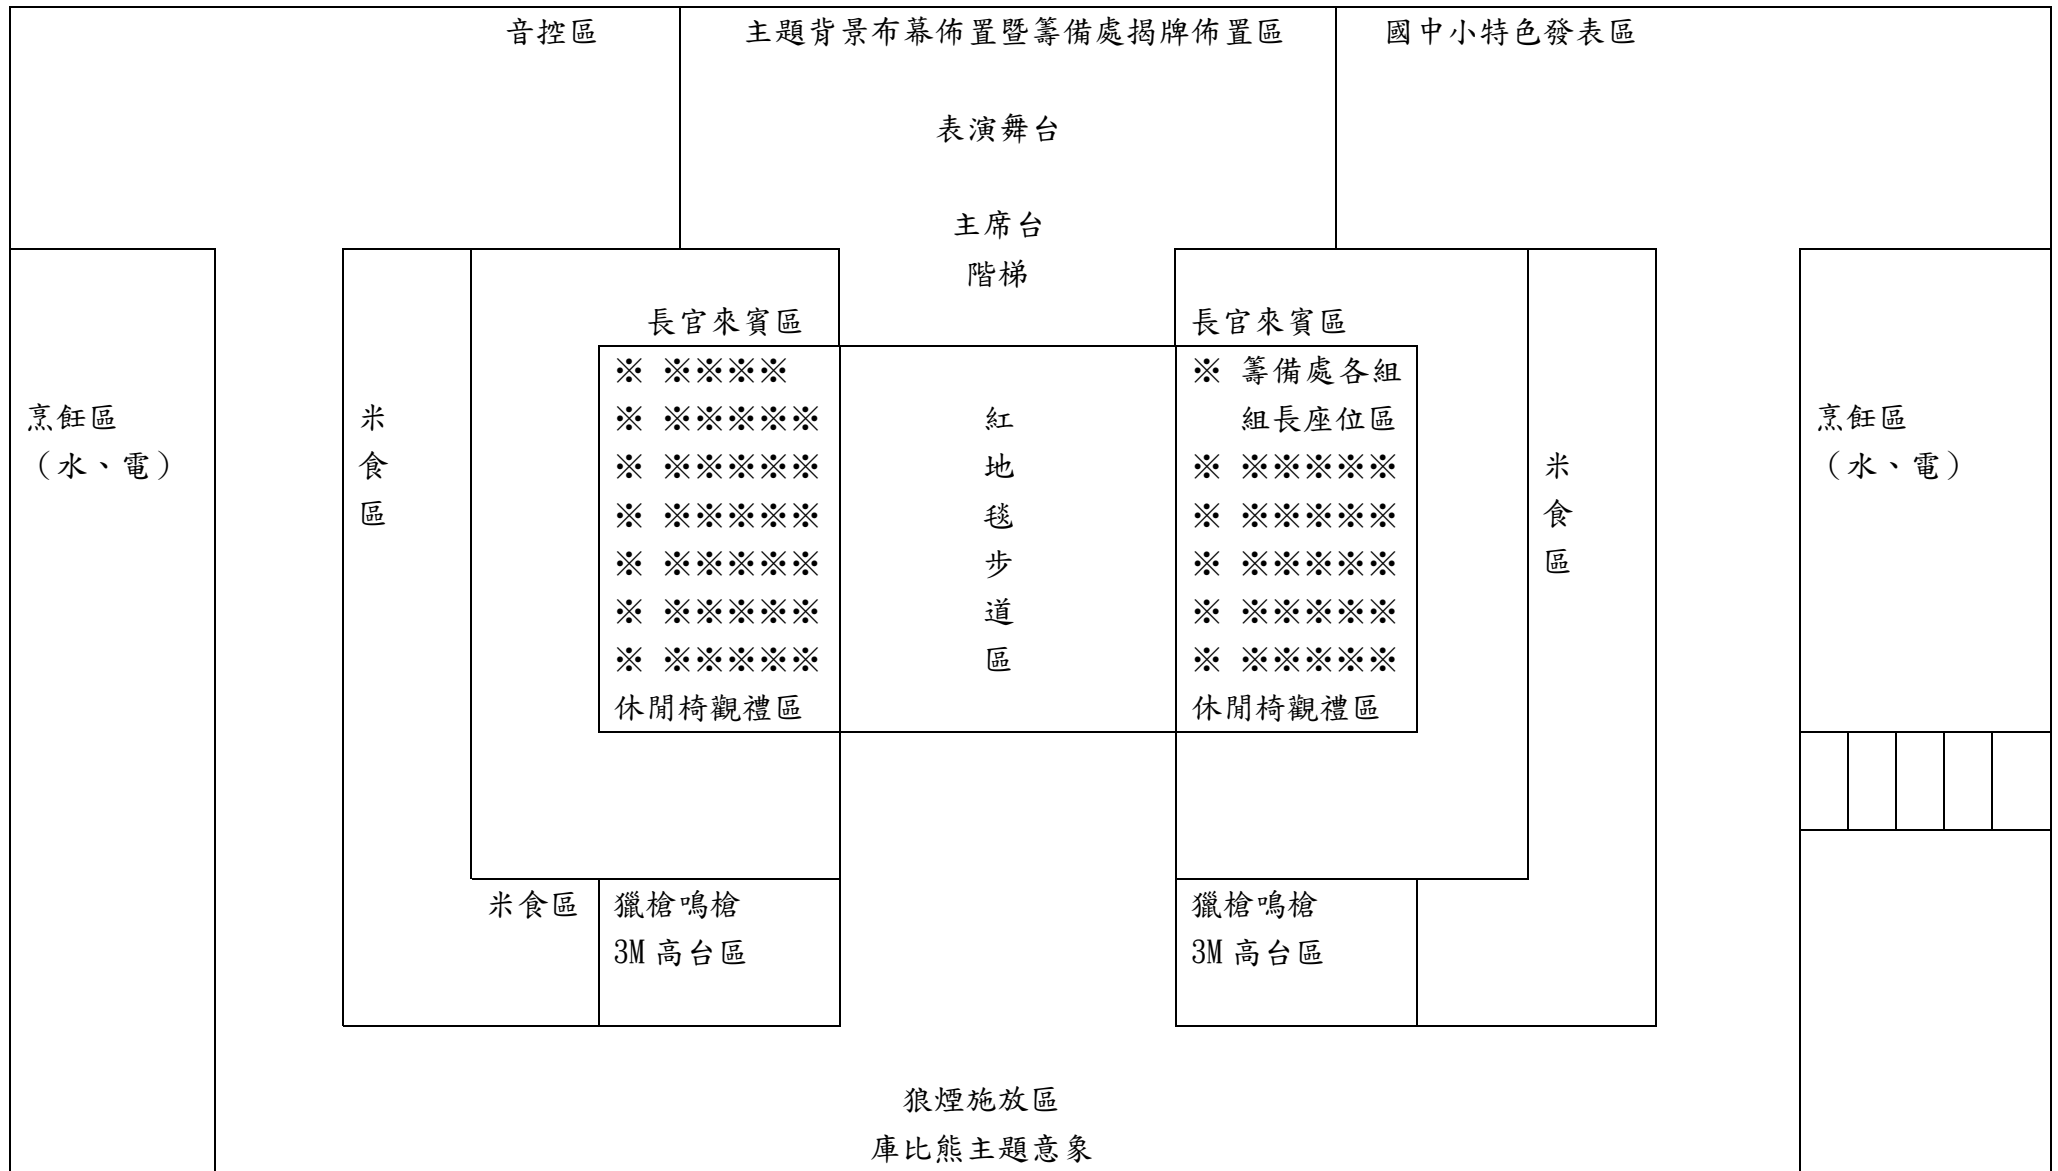 音控區
主題背景布幕佈置暨籌備處揭牌佈置區
國中小特色發表區
表演舞台
主席台
階梯
長官來賓區
長官來賓區
烹飪區
（水、電）
米食區
※ ※※※※
※ ※※※※※
※ ※※※※※
※ ※※※※※
※ ※※※※※
※ ※※※※※
※ ※※※※※
休閒椅觀禮區
紅地毯步道區
※ 籌備處各組
組長座位區
※ ※※※※※
※ ※※※※※
※ ※※※※※
※ ※※※※※
※ ※※※※※
休閒椅觀禮區
米食區
烹飪區
（水、電）
米食區
獵槍鳴槍
3M 高台區
獵槍鳴槍
3M 高台區
狼煙施放區
庫比熊主題意象